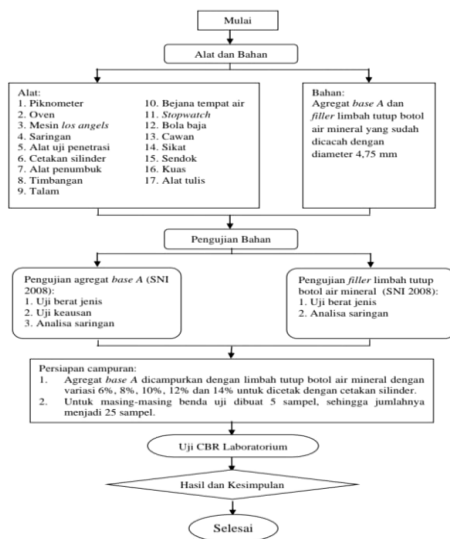 Mulai
Alat dan Bahan
Alat:
1. Piknometer
2. Oven
3. Mesin los angels
4. Saringan
5. Alat uji penetrasi
6. Cetakan silinder
7. Alat penumbuk
8. Timbangan
9. Talam
10. Bejana tempat air
11. Stopwatch
12. Bola baja
13. Cawan
14. Sikat
15. Sendok
16. Kuas
17. Alat tulis
Bahan:
Agregat base A dan
filler limbah tutup botol
air mineral yang sudah
dicacah dengan
diameter 4,75 mm
Pengujian Bahan
Pengujian agregat base A (SNI
2008):
1. Uji berat jenis
2. Uji keausan
3. Analisa saringan
Pengujian filler limbah tutup
botol air mineral (SNI 2008):
1. Uji berat jenis
2. Analisa saringan
Persiapan campuran:
1. Agregat base A dicampurkan dengan limbah tutup botol air mineral dengan
variasi 6%, 8%, 10%, 12% dan 14% untuk dicetak dengan cetakan silinder.
2. Untuk masing-masing benda uji dibuat 5 sampel, sehingga jumlahnya
menjadi 25 sampel.
Uji CBR Laboratorium
Hasil dan Kesimpulan
Selesai